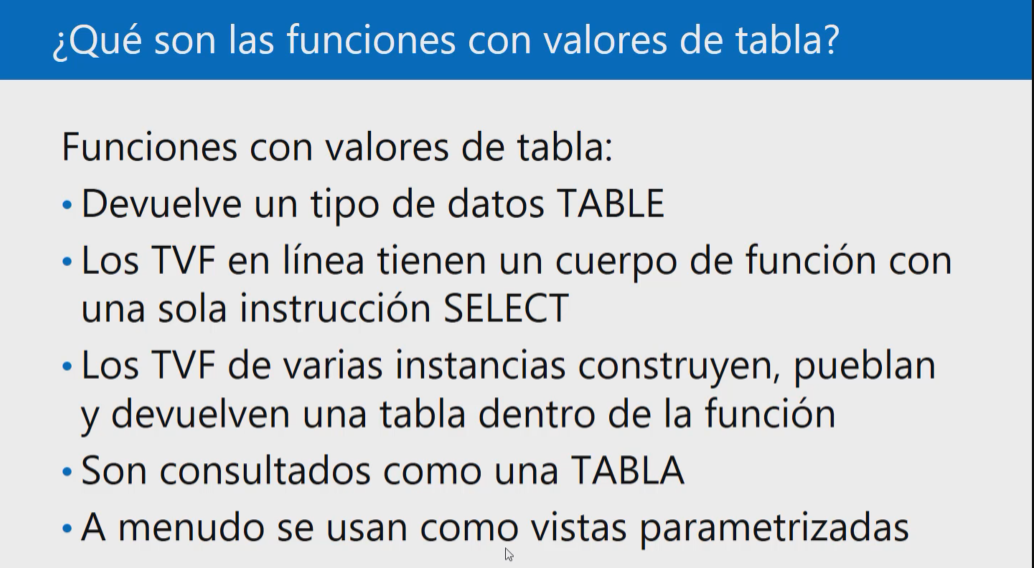 ¿Qué son las funciones con valores de tabla?
Funciones con valores de tabla:
• Devuelve un tipo de datos TABLE
• Los TVF en línea tienen un cuerpo de función con
una sola instrucción SELECT
• Los TVF de varias instancias construyen, pueblan
y devuelven una tabla dentro de la función
• Son consultados como una TABLA
• A menudo se usan como vistas parametrizadas